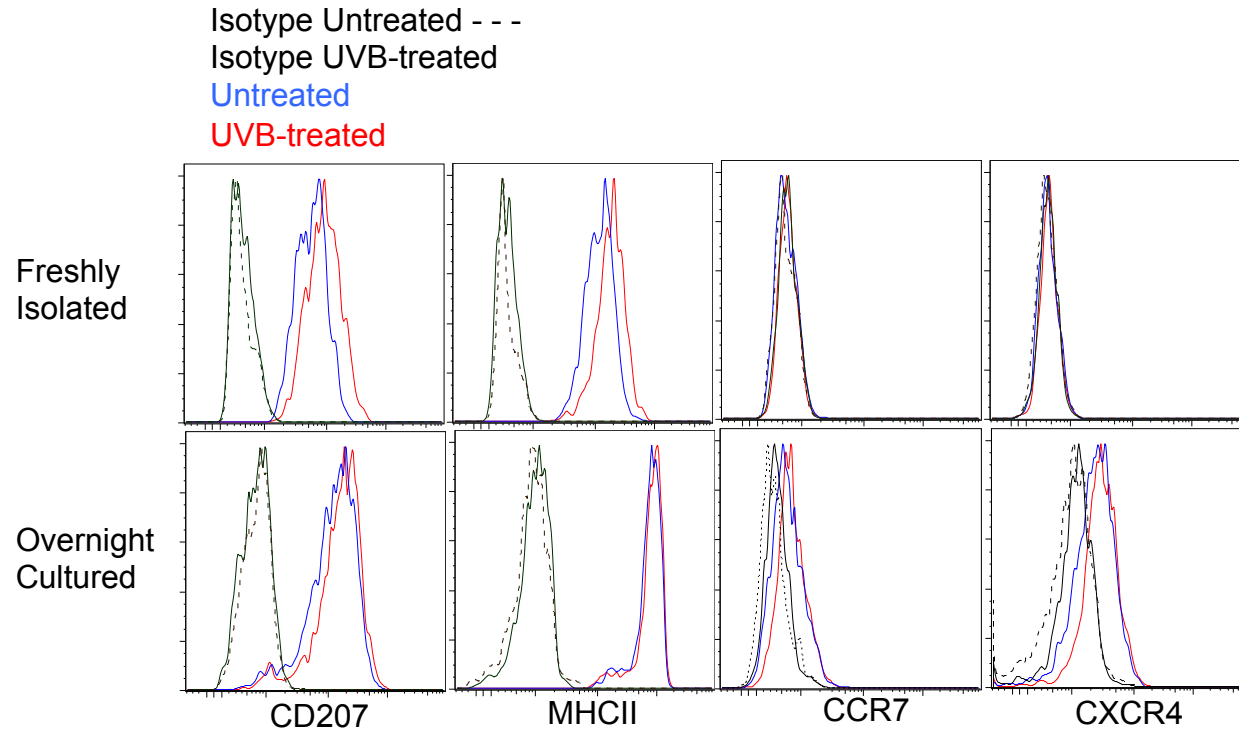 Isotype Untreated - - -
Isotype UVB-treated
Untreated
UVB-treated
Freshly
Isolated
Overnight
Cultured
CD207
MHCII
CCR7
CXCR4